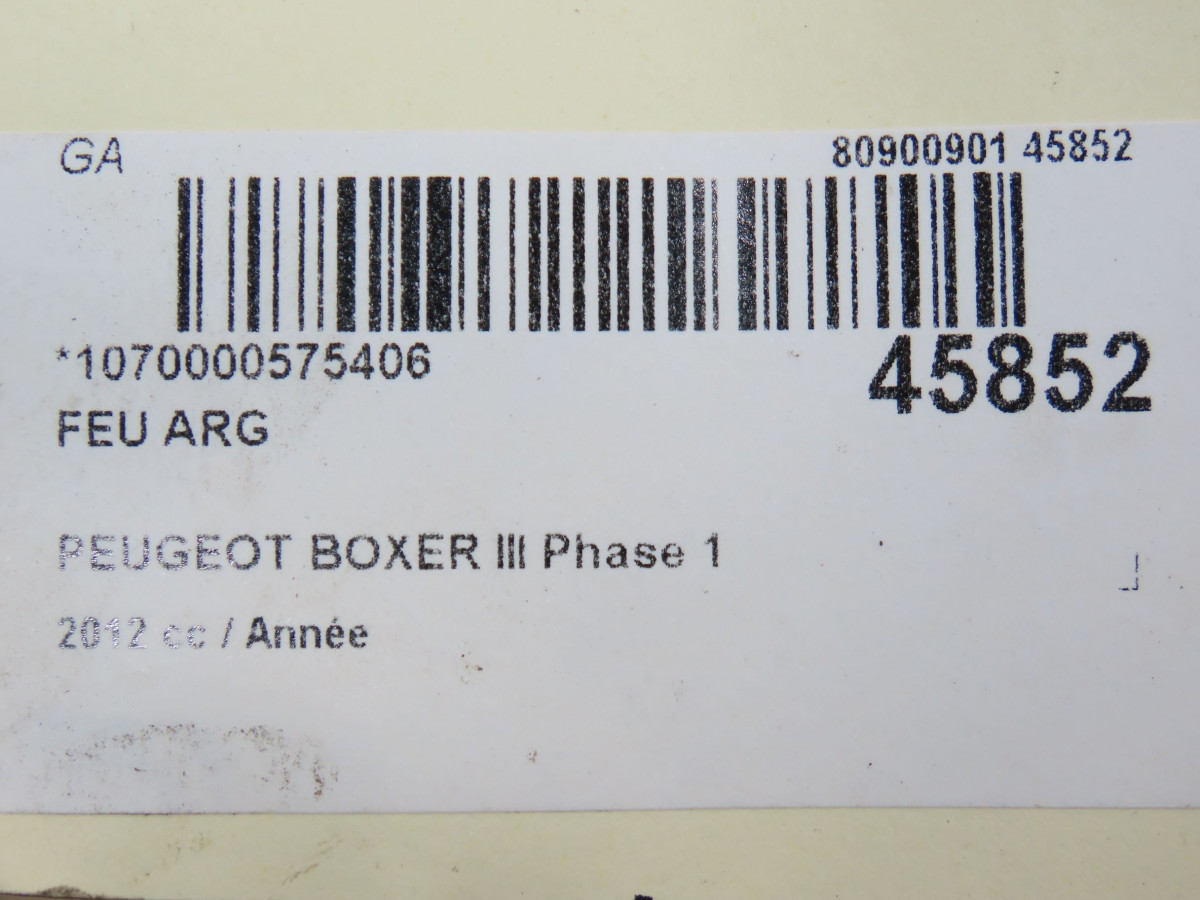 GA 80900901 45852
*1070000575406 45852
FEU ARG
PEUGEOT BOXER III Phase 1
2012 cc / Année